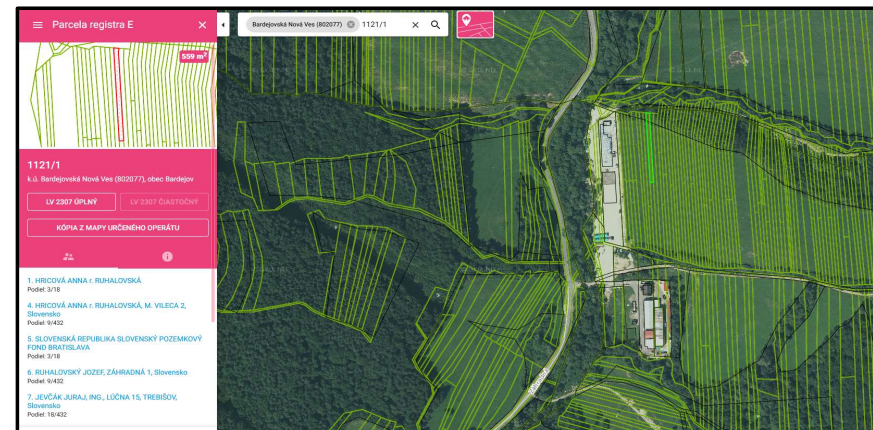 Parcela registra E
559 m²
1121/1
k.ú. Bardejovská Nová Ves (802077), obec Bardejov
LV 2307 ÚPLNÝ
LV 2307 ČIASTOČNÝ
KÓPIA Z MAPY URČENÉHO OPERÁTU
1. HRICOVÁ ANNA r. RUHALOVSKÁ
Podiel: 3/18
4. HRICOVÁ ANNA r. RUHALOVSKÁ, M. VILECA 2,
Slovensko
Podiel: 9/432
5. SLOVENSKÁ REPUBLIKA SLOVENSKÝ POZEMKOVÝ
FOND BRATISLAVA
Podiel: 3/18
6. RUHALOVSKÝ JOZEF, ZÁHRADNÁ 1, Slovensko
Podiel: 9/432
7. JEVČÁK JURAJ, ING., LÚČNA 15, TREBIŠOV,
Slovensko
Podiel: 18/432
Bardejovská Nová Ves (802077)
1121/1